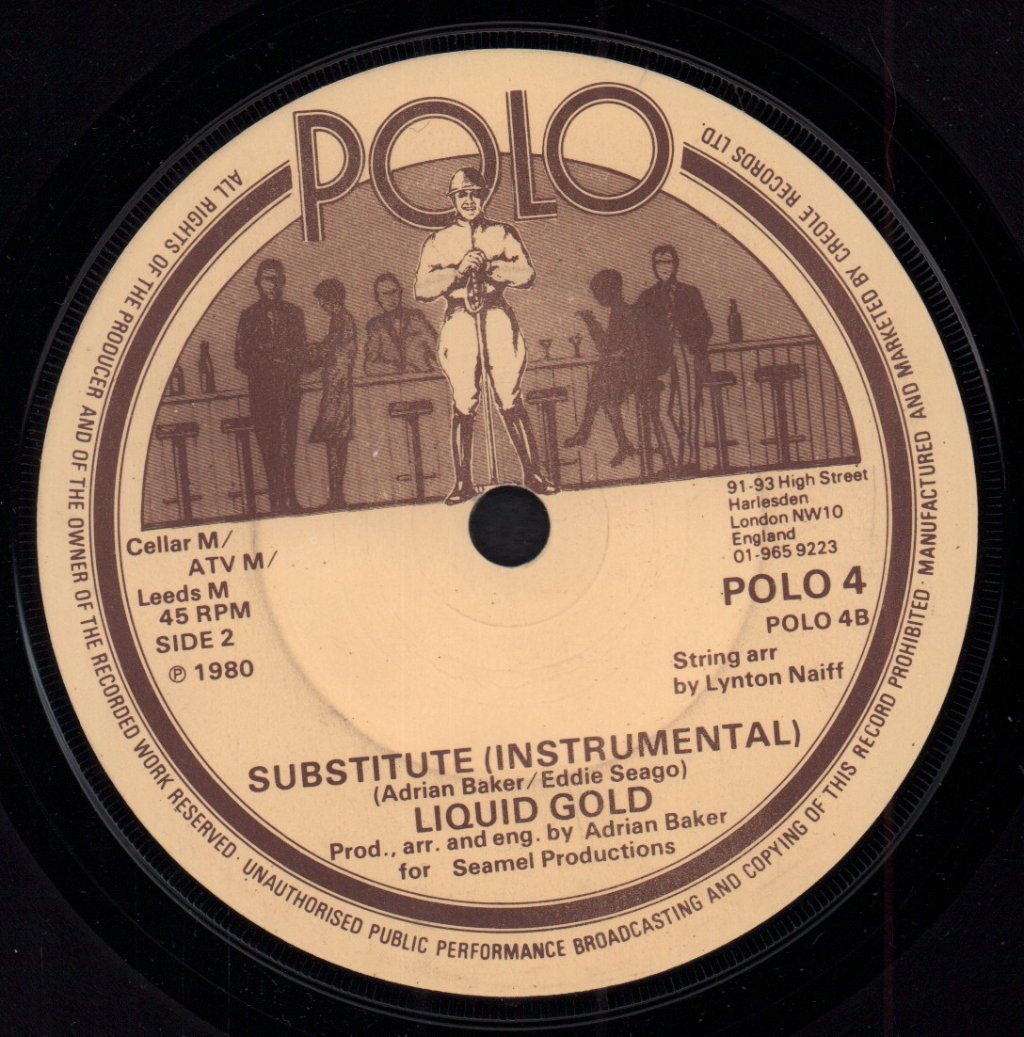 POLO
ALL RIGHTS OF THE PRODUCER AND OF THE OWNER OF THE RECORDED WORK RESERVED · UNAUTHORISED PUBLIC PERFORMANCE BROADCASTING AND COPYING OF THIS RECORD PROHIBITED · MANUFACTURED AND MARKETED BY CREOLE RECORDS LTD.
91-93 High Street
Harlesden
London NW10
England
01-965 9223
Cellar M/
ATV M/
Leeds M
45 RPM
SIDE 2
℗ 1980
POLO 4
POLO 4B
String arr
by Lynton Naiff
SUBSTITUTE (INSTRUMENTAL)
(Adrian Baker/Eddie Seago)
LIQUID GOLD
Prod., arr. and eng. by Adrian Baker
for Seamel Productions